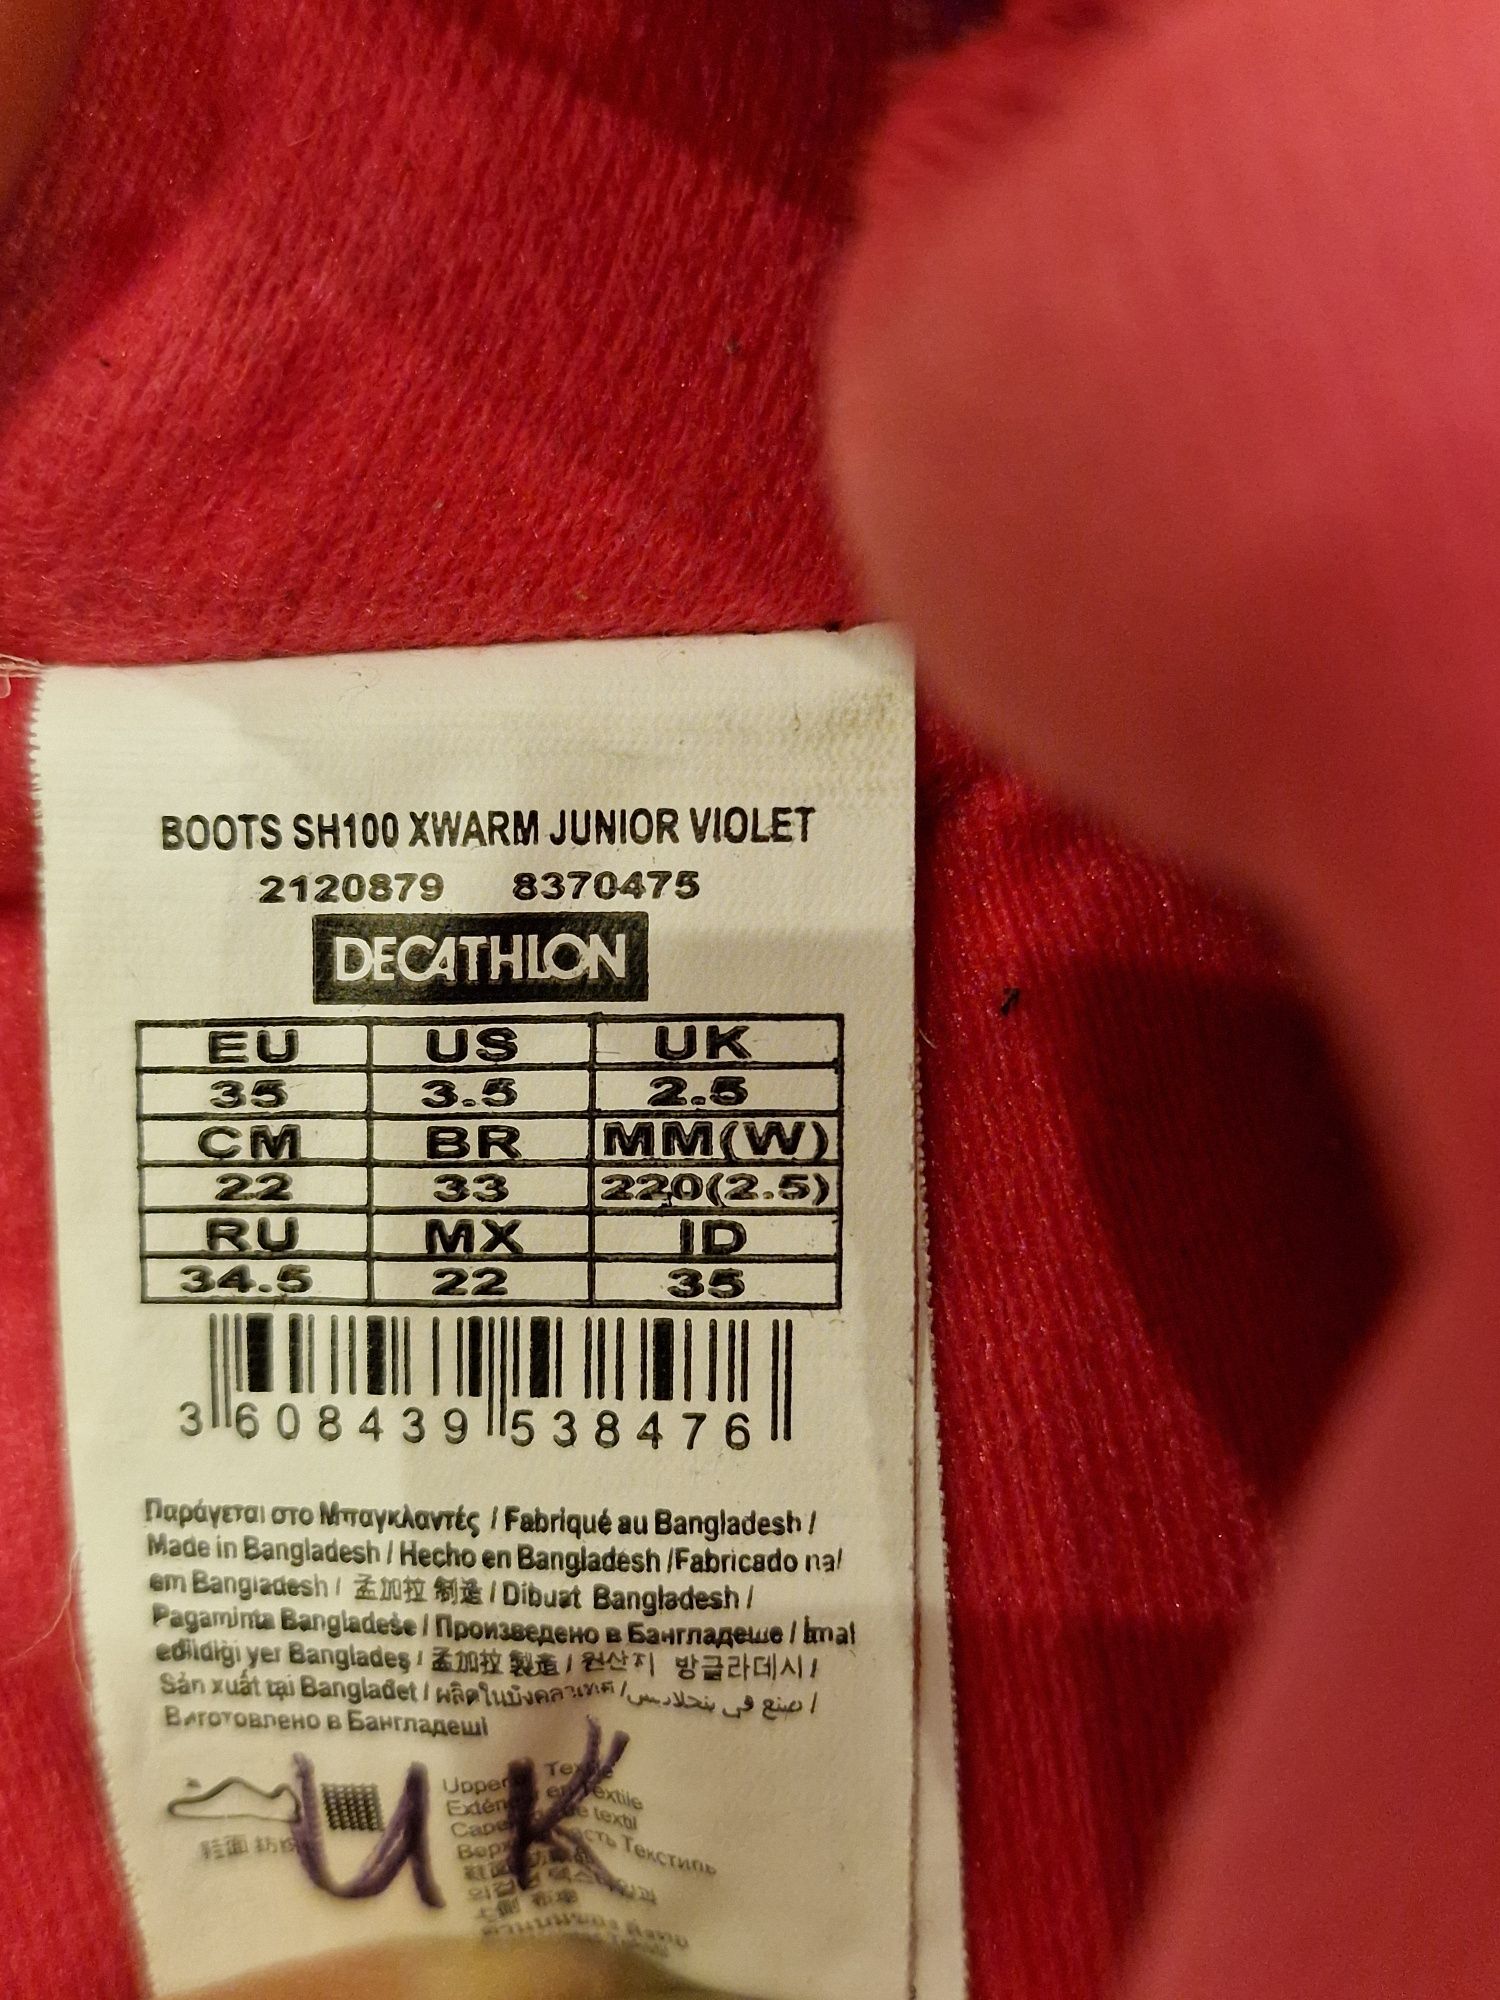 BOOTS SH100 XWARM JUNIOR VIOLET
2120879 8370475
DECATHLON
EU US UK
35 3.5 2.5
CM BR MM(W)
22 33 220(2.5)
RU MX ID
34.5 22 35
3 608439 538476
Παράγεται στο Μπαγκλαντές / Fabriqué au Bangladesh /
Made in Bangladesh / Hecho en Bangladesh /Fabricado na/
em Bangladesh / 孟加拉 制造 / Dibuat Bangladesh /
Pagaminta Bangladeše / Произведено в Бангладеше / İmal
edildiği yer Bangladeş / 孟加拉 製造 / 원산지 방글라데시 /
Sản xuất tại Bangladet / ผลิตในบังคลาเทศ / صنع في بنجلاديش /
Виготовлено в Бангладеші
UK
Upper
Textile
Текстиль